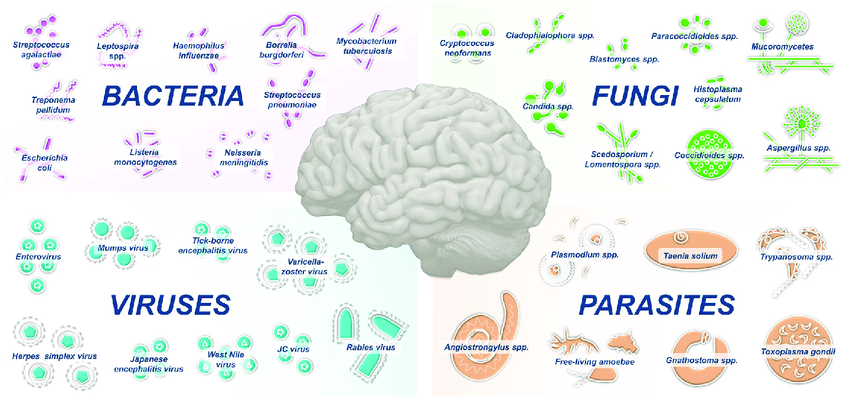 Streptococcus
agalactiae
Leptospira
spp.
Haemophilus
influenzae
Borrelia
burgdorferi
Mycobacterium
tuberculosis
Treponema
pallidum
BACTERIA
Streptococcus
pneumoniae
Escherichia
coli
Listeria
monocytogenes
Neisseria
meningitidis
Cryptococcus
neoformans
Cladophialophora spp.
Blastomyces spp.
Paracoccidioides spp.
Mucoromycetes
Candida spp.
FUNGI
Histoplasma
capsulatum
Scedosporium /
Lomentospora spp.
Coccidioides spp.
Aspergillus spp.
Enterovirus
Mumps virus
Tick-borne
encephalitis virus
Varicella-
zoster virus
VIRUSES
Herpes simplex virus
Japanese
encephalitis virus
West Nile
virus
JC virus
Rabies virus
Plasmodium spp.
Taenia solium
Trypanosoma spp.
PARASITES
Angiostrongylus spp.
Free-living amoebae
Gnathostoma spp.
Toxoplasma gondii